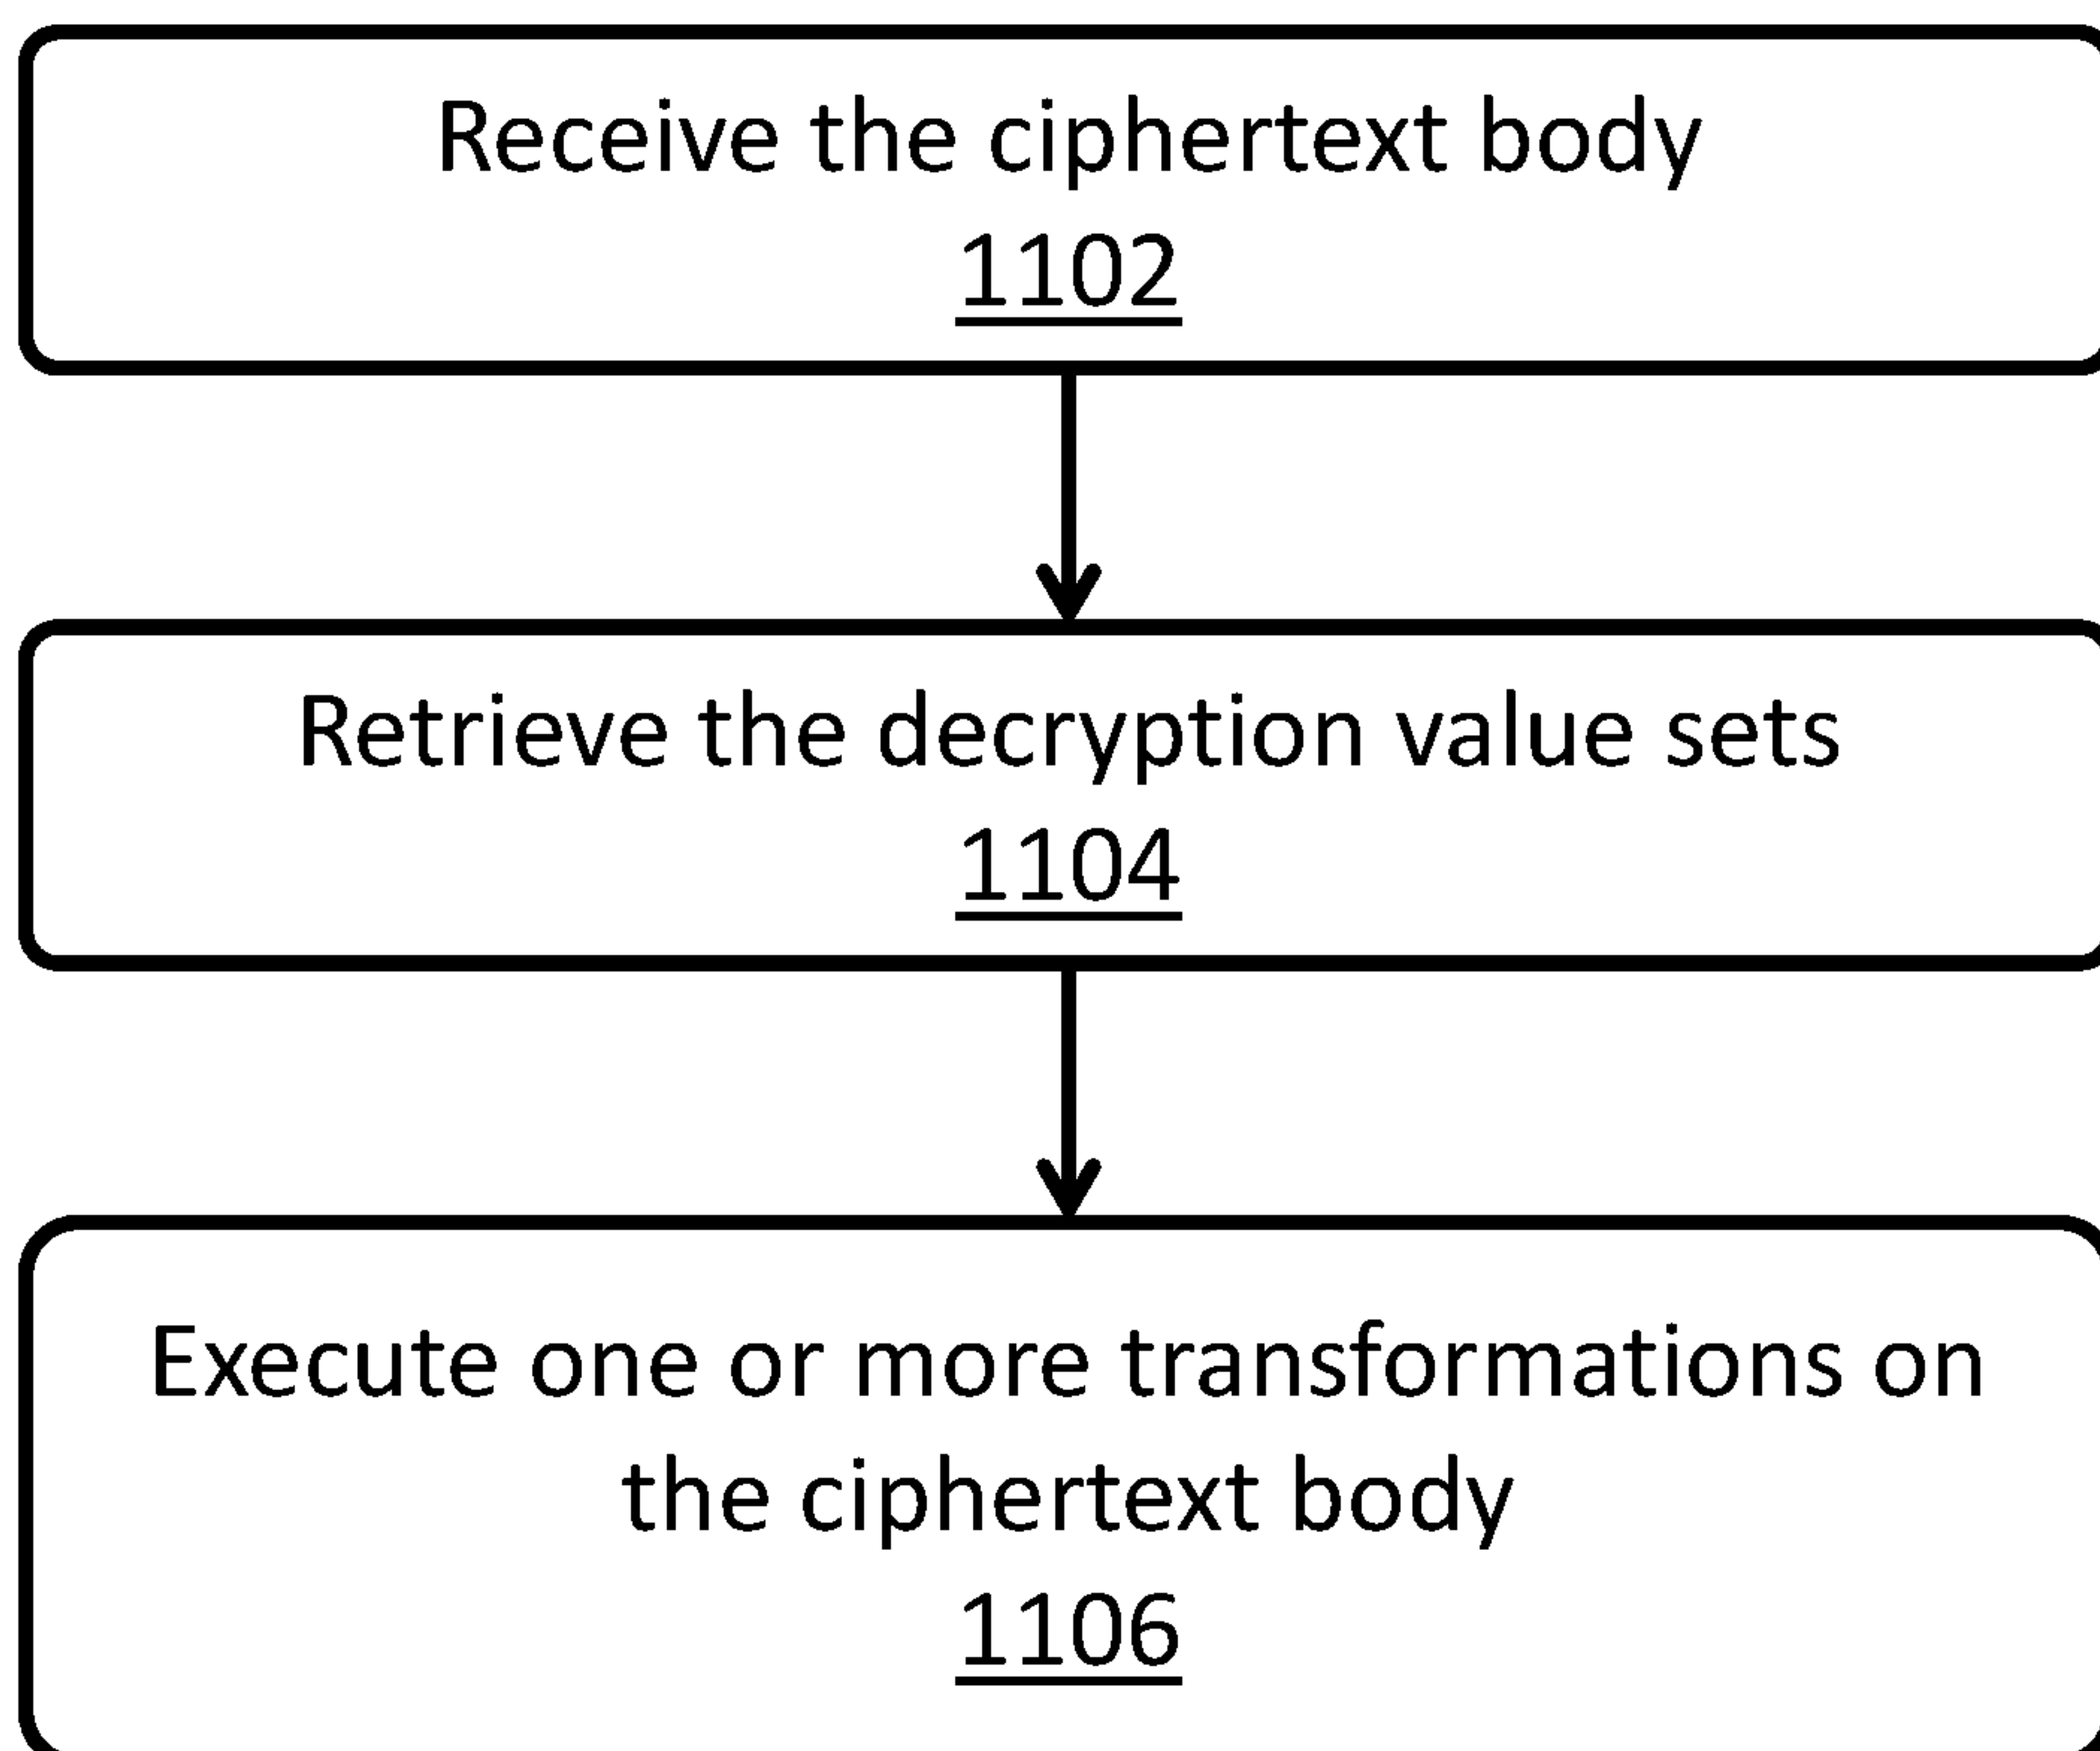 Receive the ciphertext body
1102
Retrieve the decryption value sets
1104
Execute one or more transformations on
the ciphertext body
1106